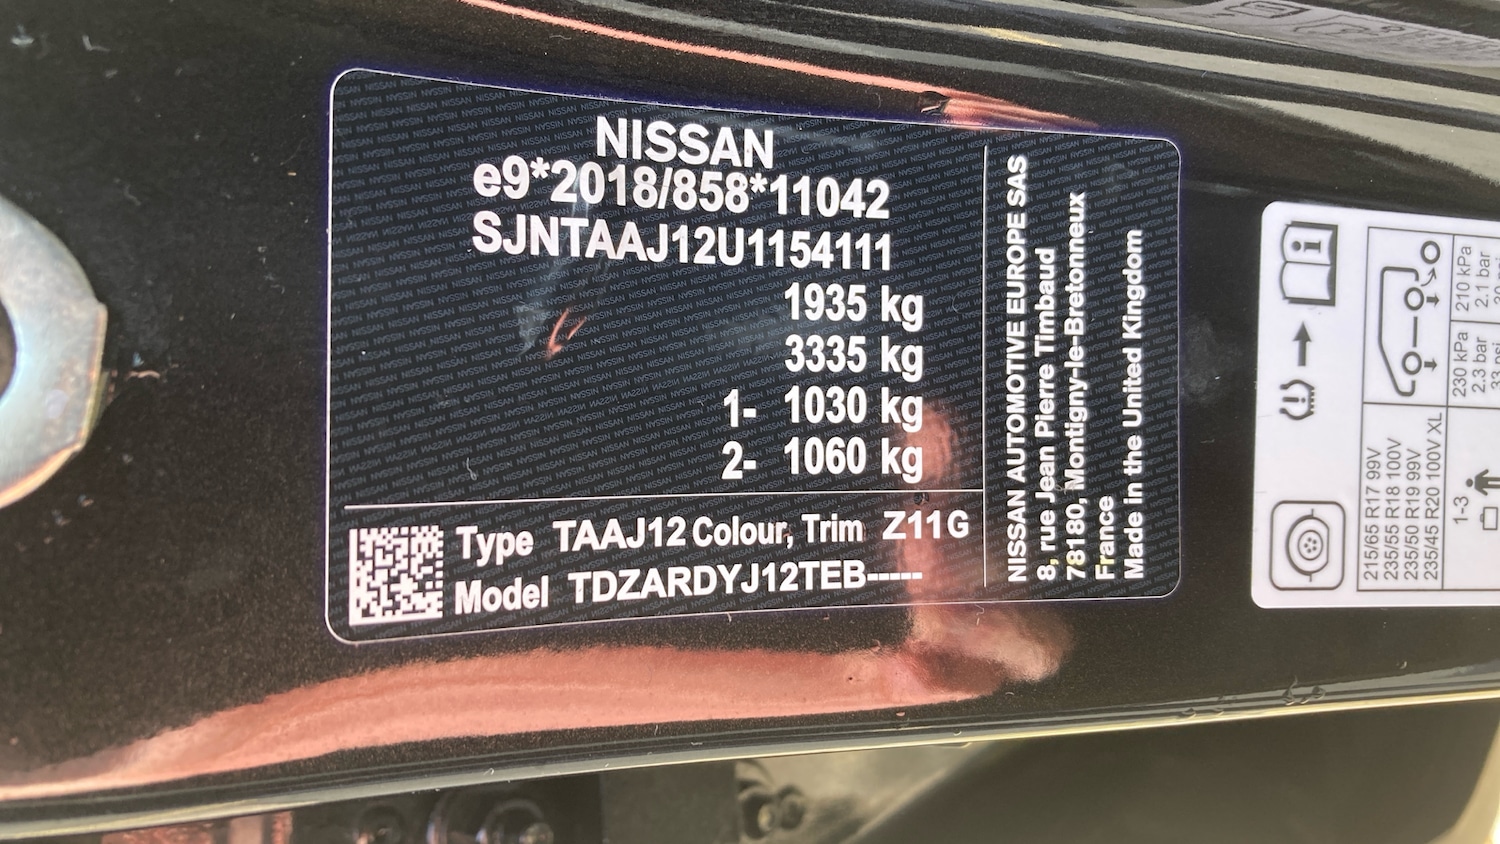 NISSAN
e9*2018/858*11042
SJNTAAJ12U1154111
1935 kg
3335 kg
1- 1030 kg
2- 1060 kg
Type TAAJ12 Colour, Trim Z11G
Model TDZARDYJ12TEB-----
NISSAN AUTOMOTIVE EUROPE SAS
8, rue Jean Pierre Timbaud
78180, Montigny-le-Bretonneux
France
Made in the United Kingdom
210 kPa
2.1 bar
230 kPa
2.3 bar
33 psi
215/65 R17 99V
235/55 R18 100V
235/50 R19 99V
235/45 R20 100V XL
1-3